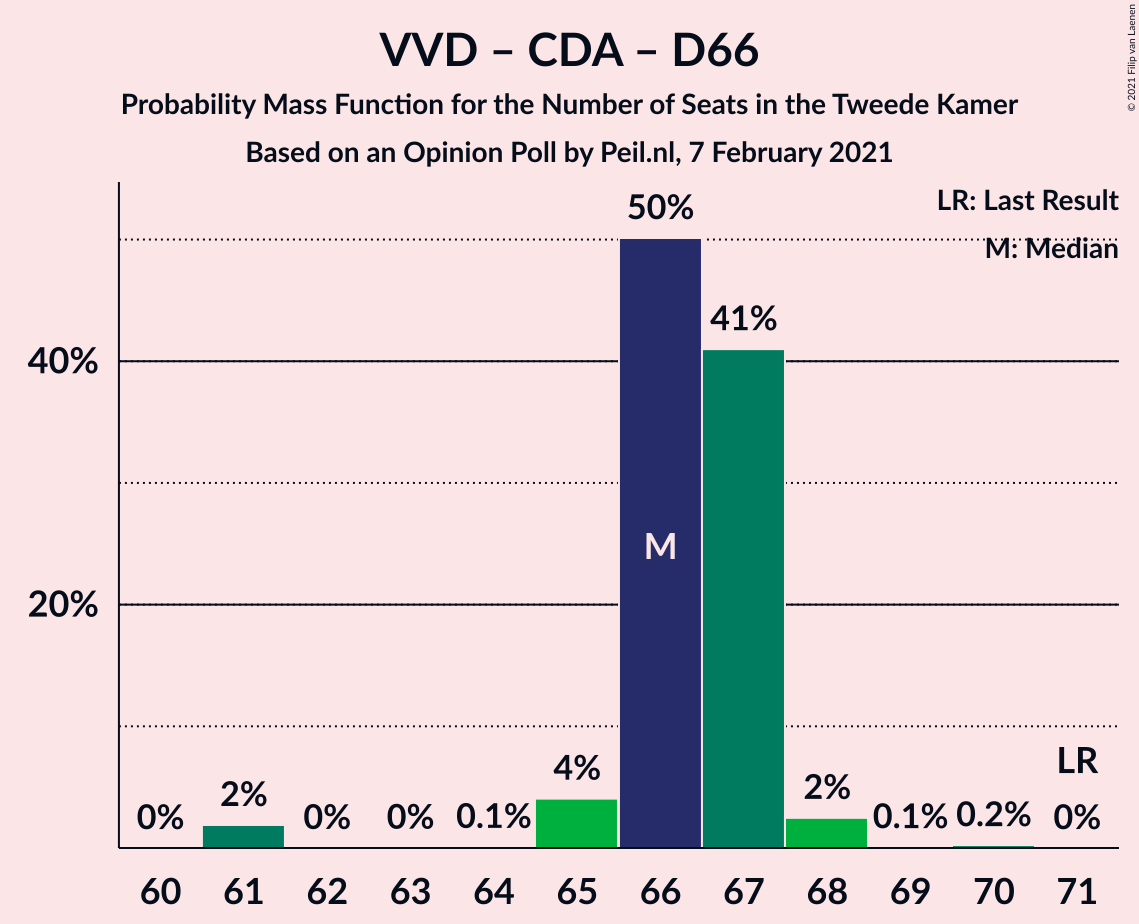 VVD – CDA – D66
Probability Mass Function for the Number of Seats in the Tweede Kamer
Based on an Opinion Poll by Peil.nl, 7 February 2021
© 2021 Filip van Laenen
LR: Last Result
M: Median
50%
41%
40%
M
20%
LR
4%
2%
2%
0%
0%
0%
0.1%
0.1%
0.2%
0%
60 61 62 63 64 65 66 67 68 69 70 71